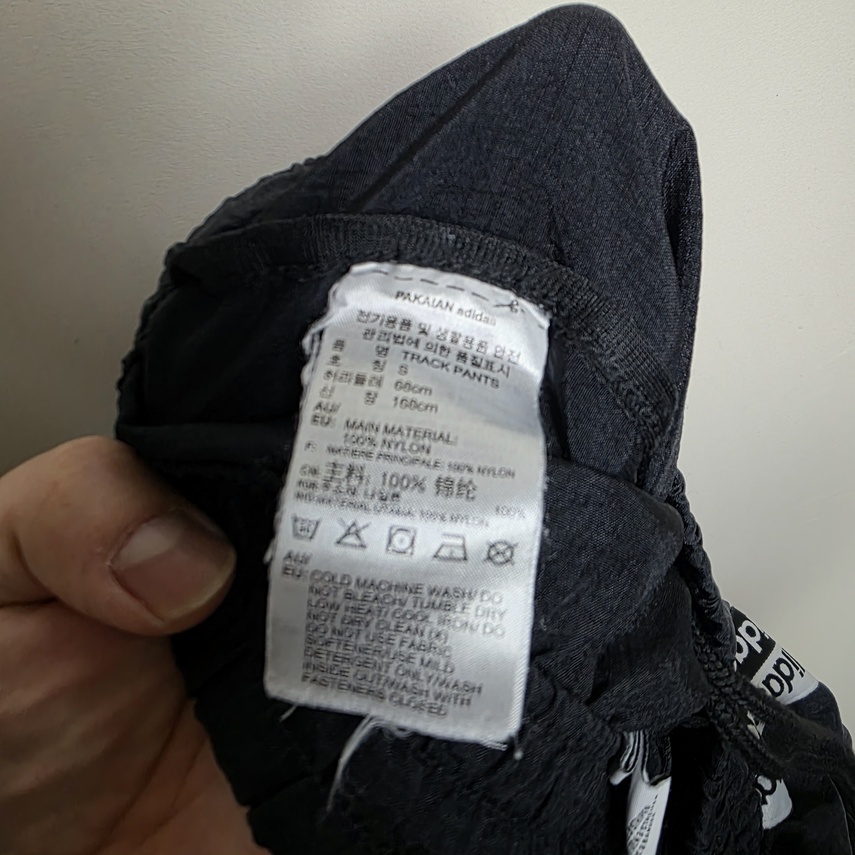 PAKAIAN adidas
전기용품 및 생활용품 안전
관리법에 의한 품질표시
품 명 TRACK PANTS
호 칭 S
허리둘레 68cm
신 장 160cm
AU/
EU: MAIN MATERIAL:
100% NYLON
F: MATIERE PRINCIPALE: 100% NYLON
CN: 主料: 100% 锦纶
100%
AU/
EU: COLD MACHINE WASH/ DO
NOT BLEACH/ TUMBLE DRY
LOW HEAT/ COOL IRON/ DO
NOT DRY CLEAN
DO NOT USE FABRIC
SOFTENER/USE MILD
DETERGENT ONLY/WASH
INSIDE OUT/WASH WITH
FASTENERS CLOSED